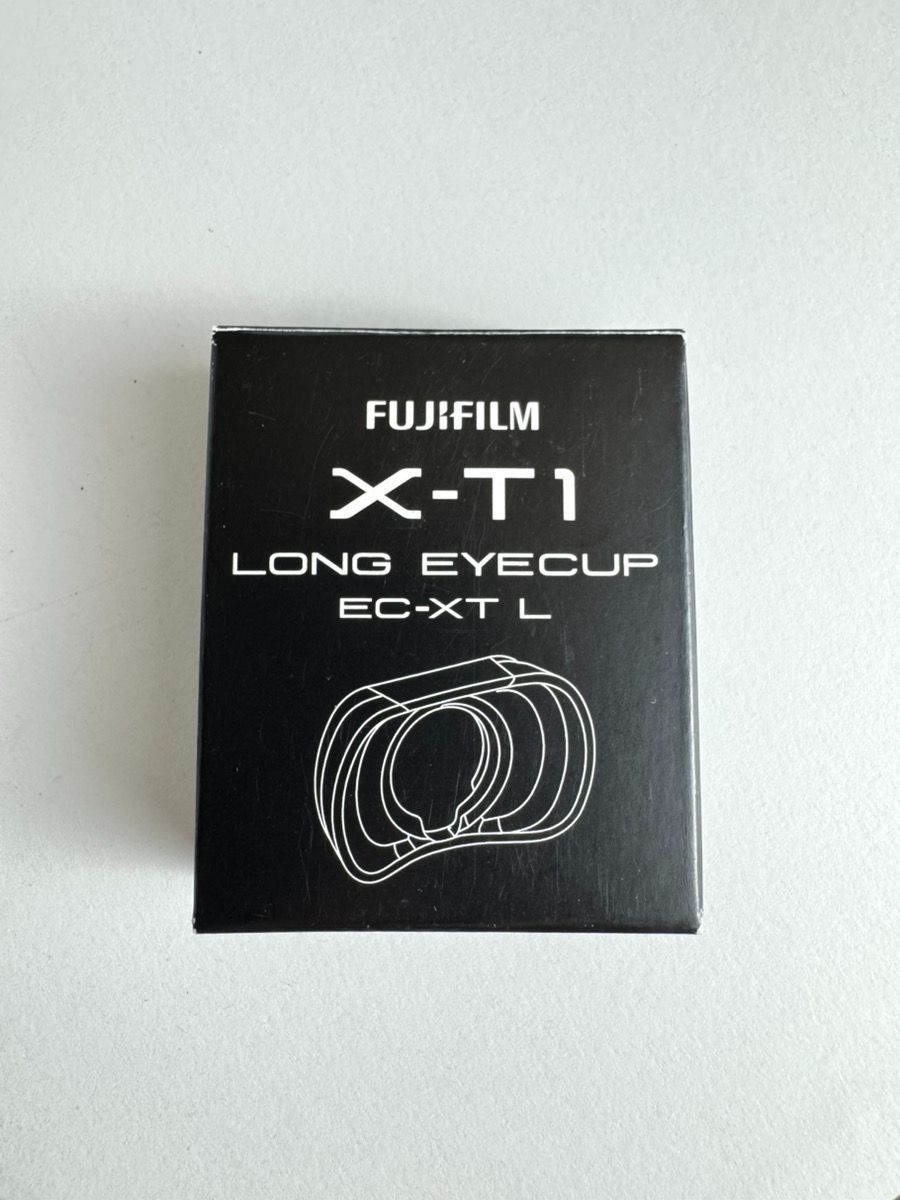 FUJIFILM
X-T1
LONG EYECUP
EC-XT L